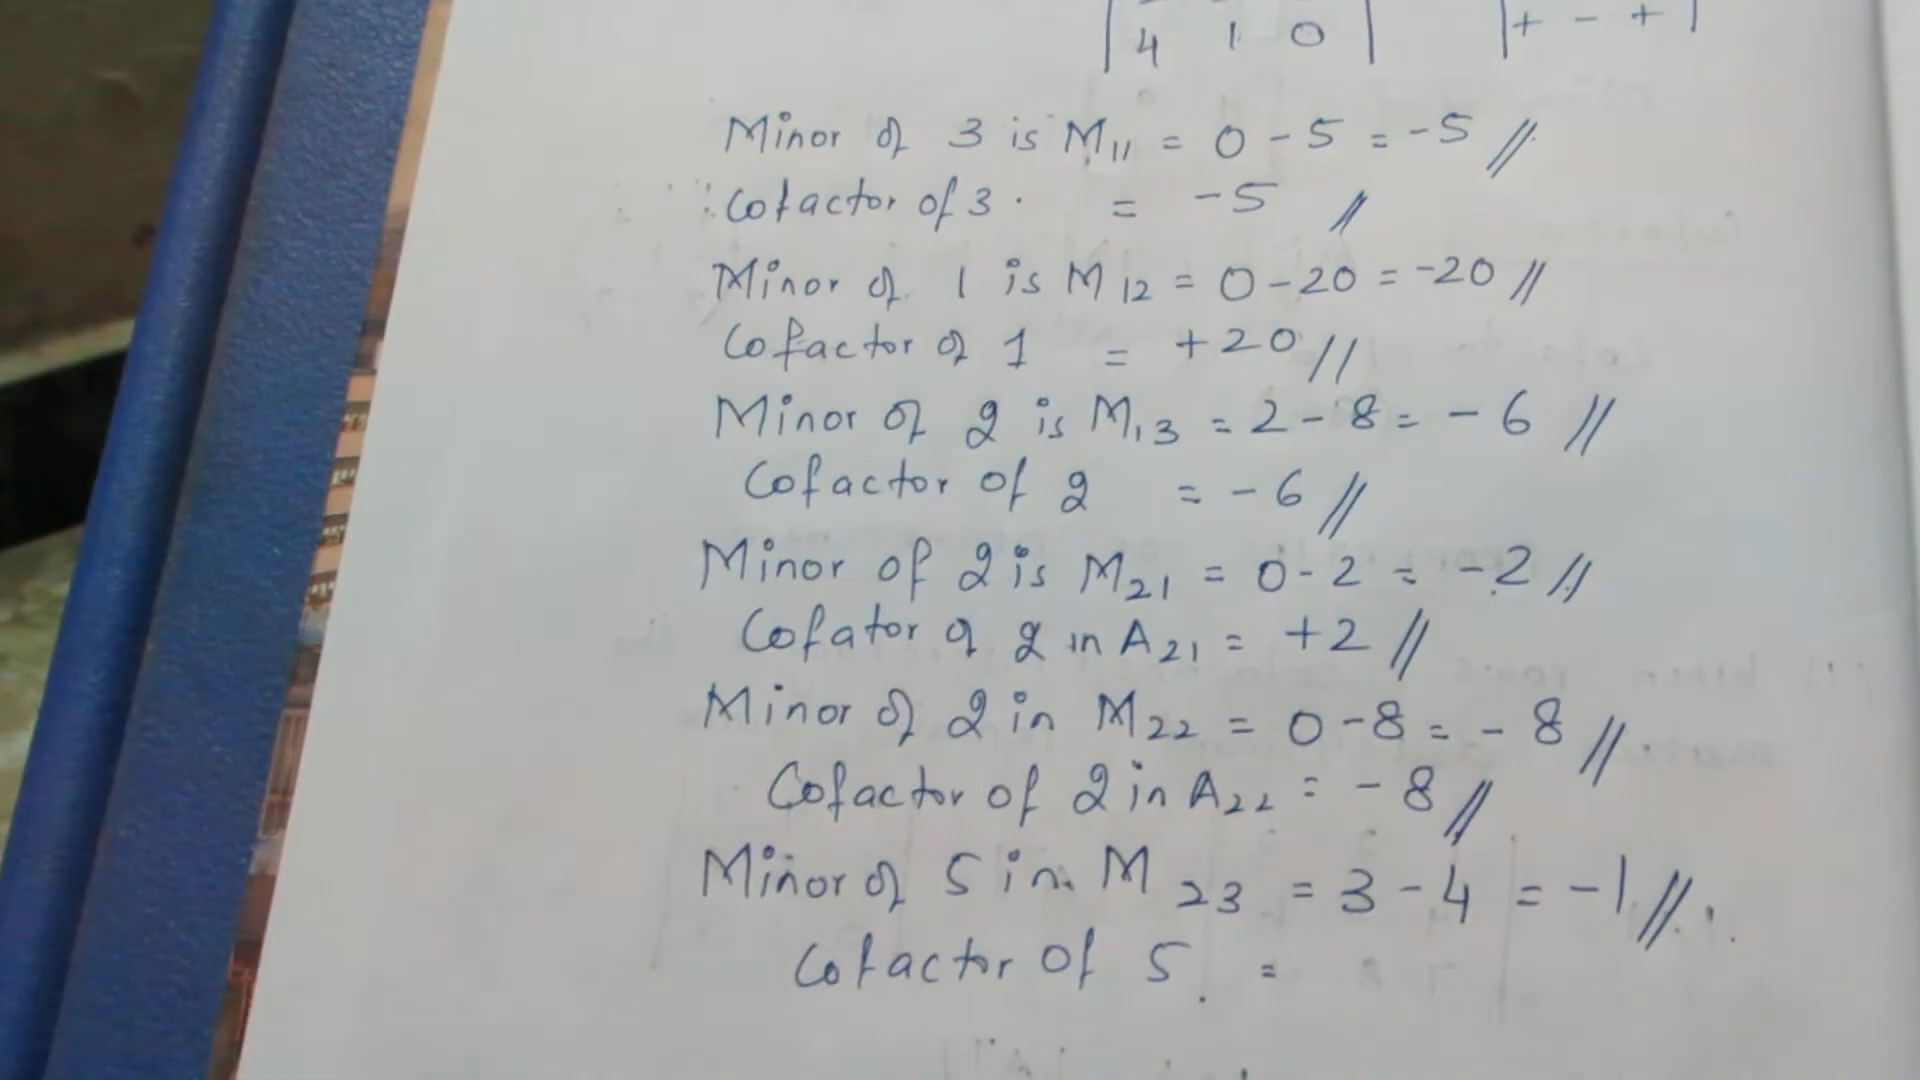 | 4 1 0 | | + - + |
Minor of 3 is M₁₁ = 0 - 5 = -5 //
Cofactor of 3 = -5 //
Minor of 1 is M₁₂ = 0 - 20 = -20 //
Cofactor of 1 = +20 //
Minor of 2 is M₁₃ = 2 - 8 = -6 //
Cofactor of 2 = -6 //
Minor of 2 is M₂₁ = 0 - 2 = -2 //
Cofator of 2 in A₂₁ = +2 //
Minor of 2 in M₂₂ = 0 - 8 = -8 //
Cofactor of 2 in A₂₂ = -8 //
Minor of 5 in M₂₃ = 3 - 4 = -1 //
Cofactor of 5 =